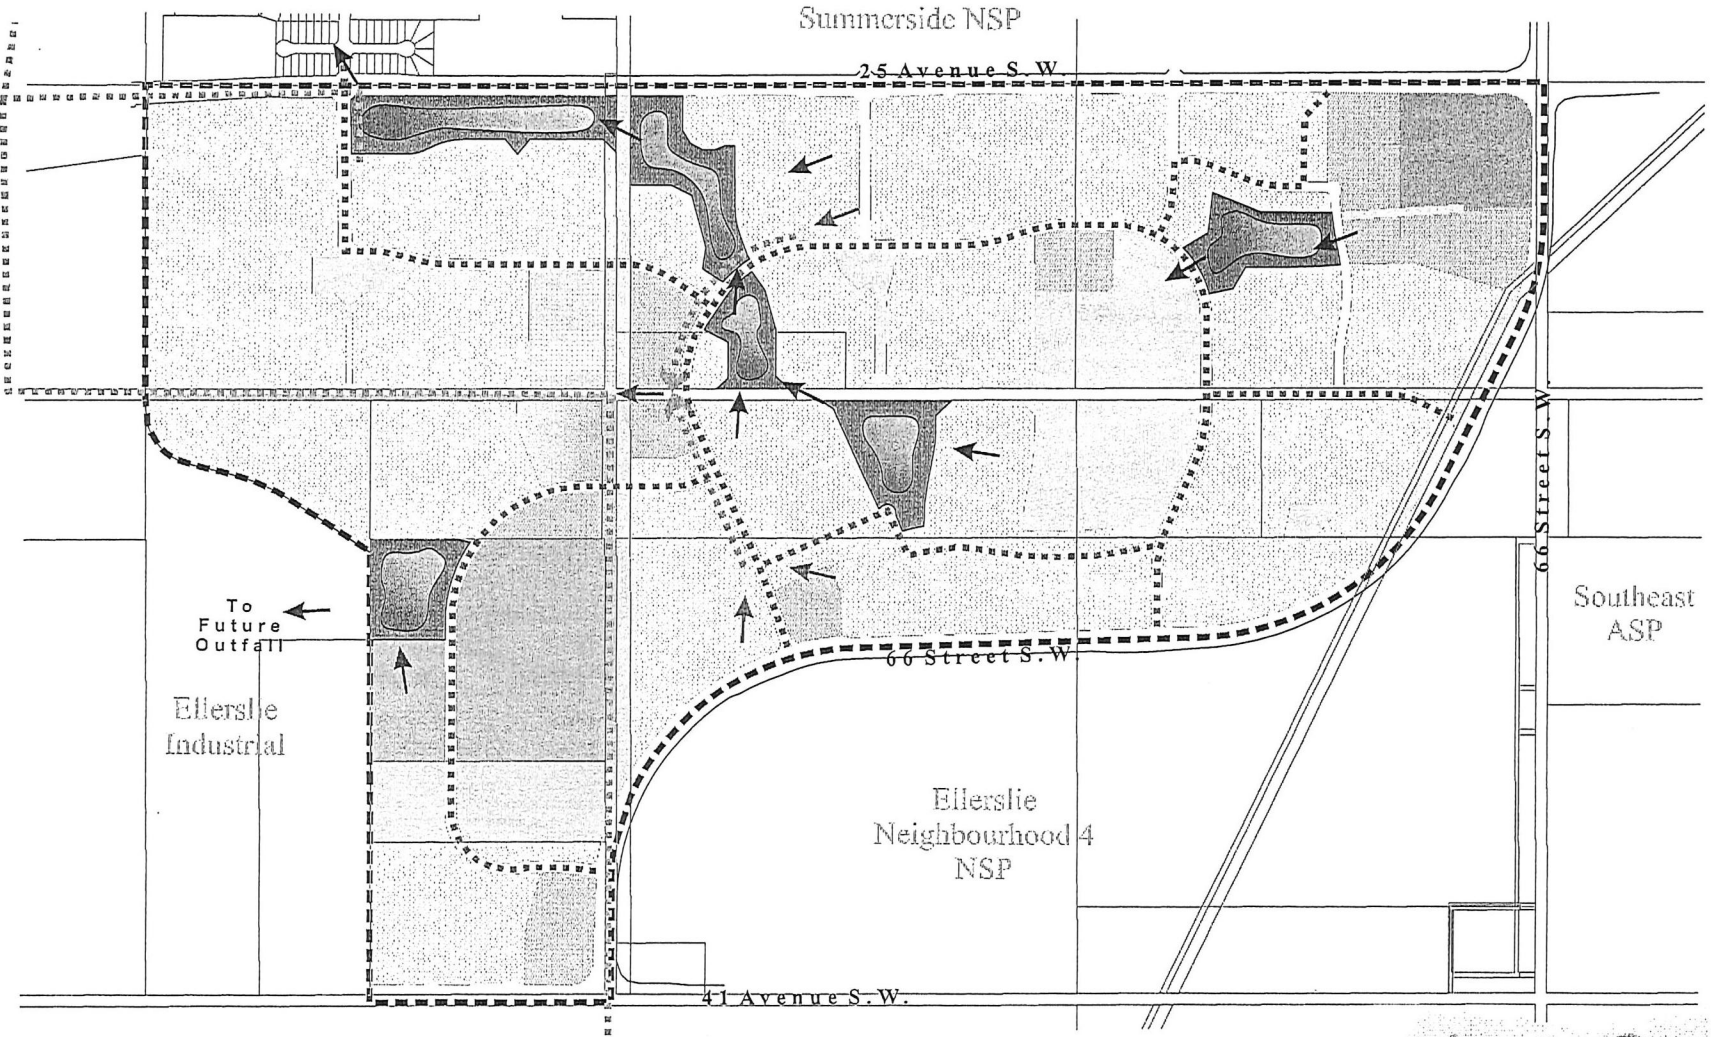 Summerside NSP
25 Avenue S.W.
66 Street S.W.
Southeast
ASP
To
Future
Outfall
66 Street S.W.
Ellerslie
Industrial
Ellerslie
Neighbourhood 4
NSP
41 Avenue S.W.